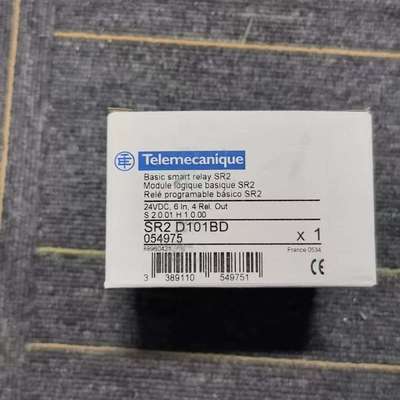 Telemecanique
Basic smart relay SR2
Module logique basique SR2
Relé programable básico SR2
24VDC, 6 In, 4 Rel. Out
S 2.0.01 H 1.0.00
SR2 D101BD
054975
x 1
France 0534
CE
3 389110 549751